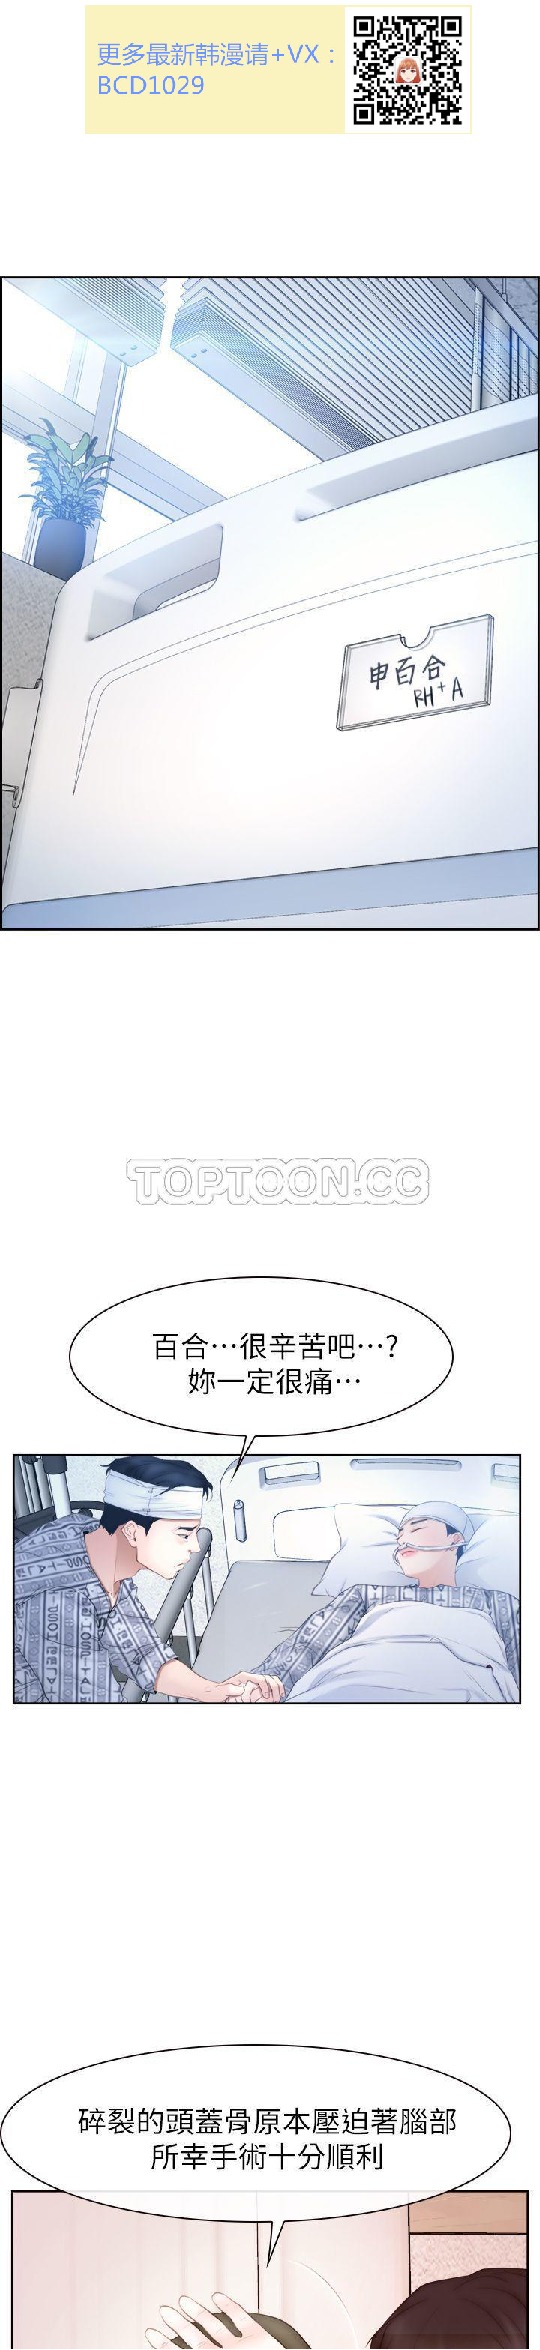 更多最新韩漫请+VX：
BCD1029
申百合
RH+A
TOPTOON.CC
百合⋯很辛苦吧⋯?
妳一定很痛⋯
碎裂的頭蓋骨原本壓迫著腦部
所幸手術十分順利